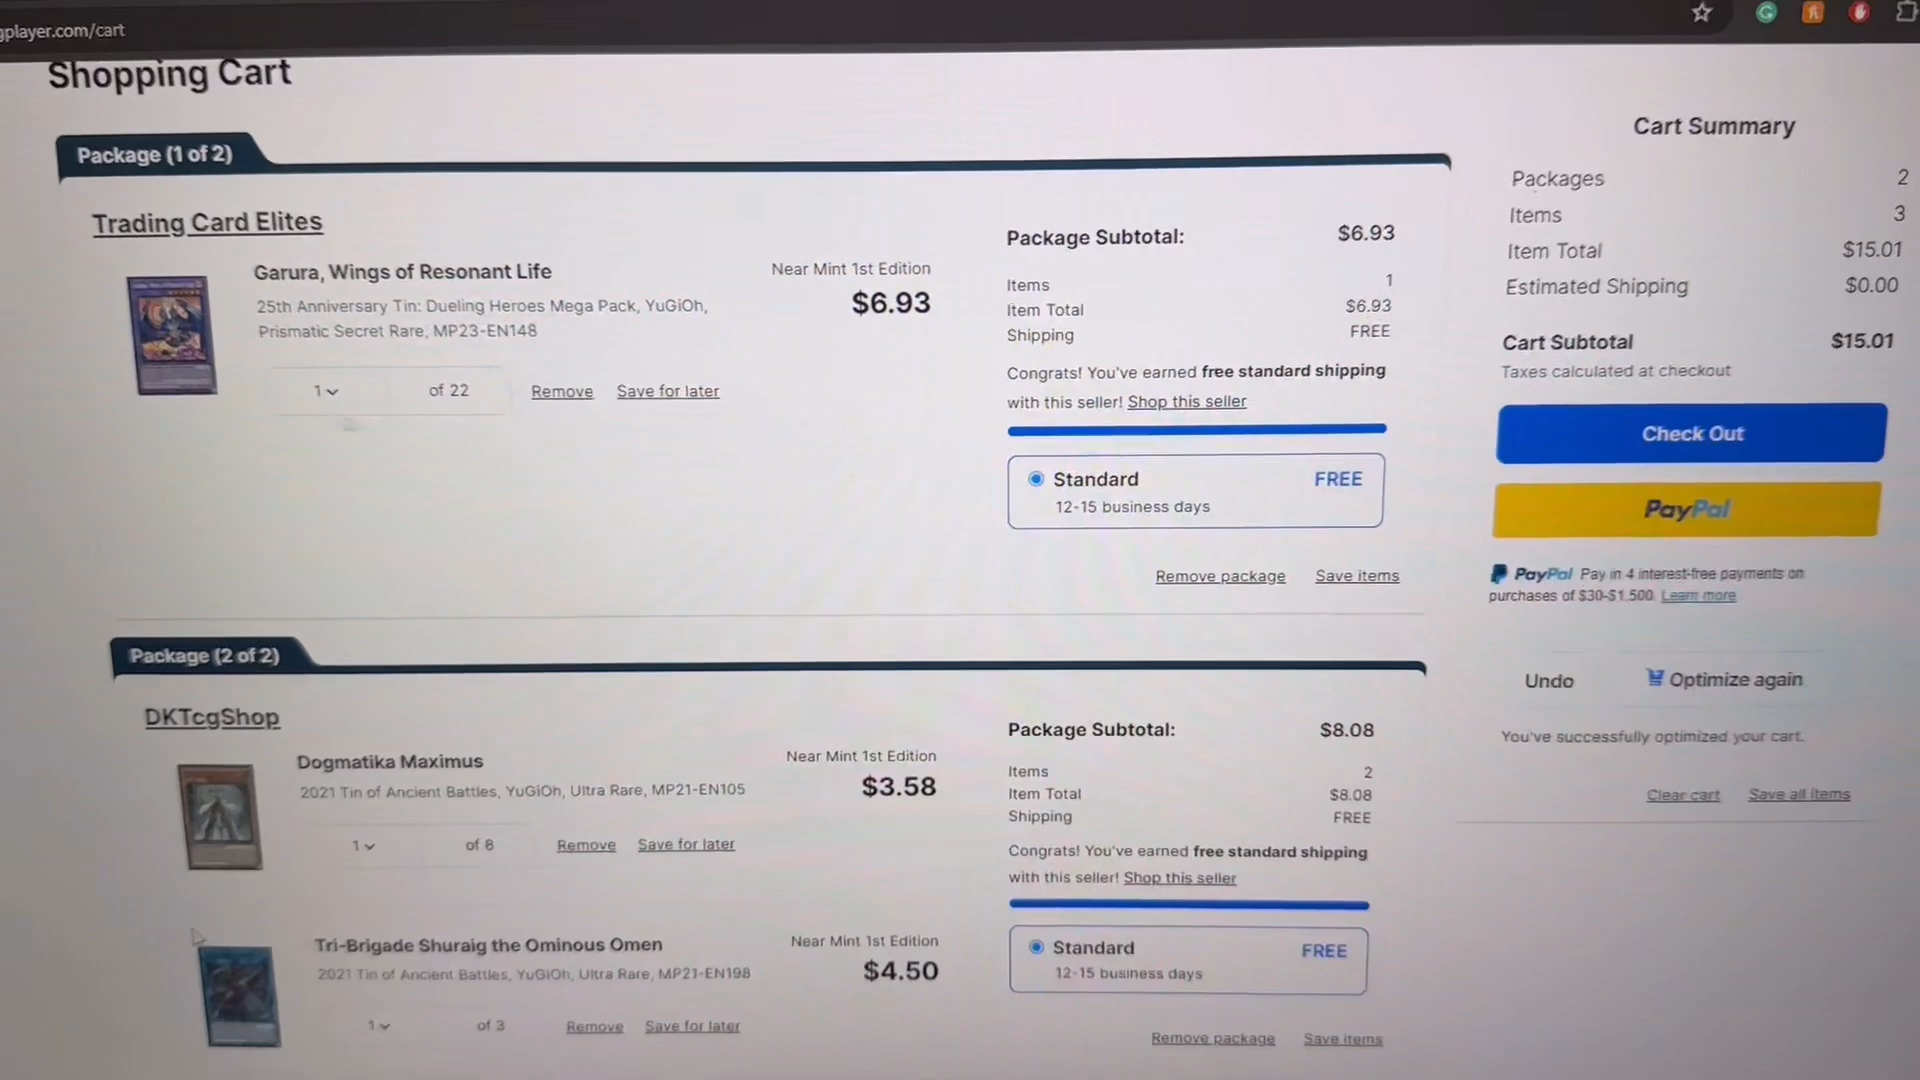 gplayer.com/cart
Shopping Cart
Package (1 of 2)
Trading Card Elites
Garura, Wings of Resonant Life
25th Anniversary Tin: Dueling Heroes Mega Pack, YuGiOh,
Prismatic Secret Rare, MP23-EN148
Near Mint 1st Edition
$6.93
1 of 22 Remove Save for later
Package Subtotal: $6.93
Items 1
Item Total $6.93
Shipping FREE
Congrats! You've earned free standard shipping
with this seller! Shop this seller
Standard FREE
12-15 business days
Remove package Save items
Package (2 of 2)
DKTcgShop
Dogmatika Maximus
2021 Tin of Ancient Battles, YuGiOh, Ultra Rare, MP21-EN105
Near Mint 1st Edition
$3.58
1 of 8 Remove Save for later
Tri-Brigade Shuraig the Ominous Omen
2021 Tin of Ancient Battles, YuGiOh, Ultra Rare, MP21-EN198
Near Mint 1st Edition
$4.50
1 of 3 Remove Save for later
Package Subtotal: $8.08
Items 2
Item Total $8.08
Shipping FREE
Congrats! You've earned free standard shipping
with this seller! Shop this seller
Standard FREE
12-15 business days
Remove package Save items
Cart Summary
Packages 2
Items 3
Item Total $15.01
Estimated Shipping $0.00
Cart Subtotal $15.01
Taxes calculated at checkout
Check Out
PayPal
PayPal Pay in 4 interest-free payments on
purchases of $30-$1,500. Learn more
Undo Optimize again
You've successfully optimized your cart.
Clear cart Save all items